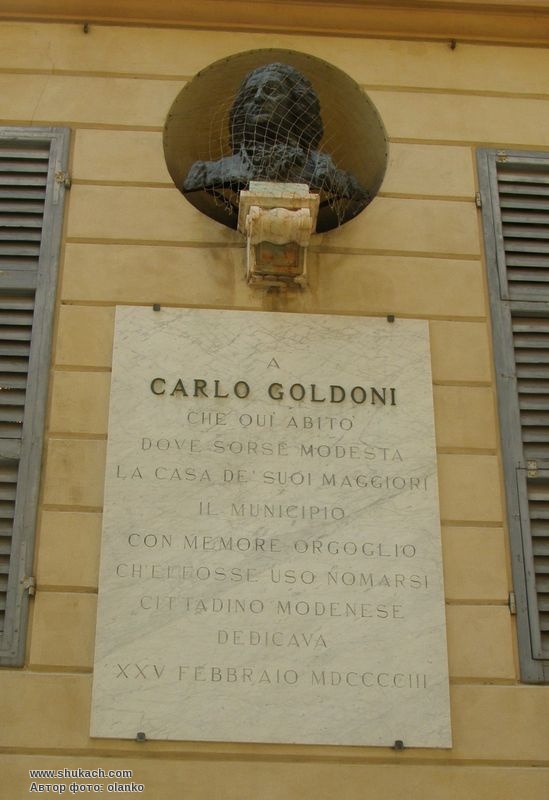 A
CARLO GOLDONI
CHE QUI ABITO'
DOVE SORSE MODESTA
LA CASA DE' SUOI MAGGIORI
IL MUNICIPIO
CON MEMORE ORGOGLIO
CH'EI FOSSE USO NOMARSI
CITTADINO MODENESE
DEDICAVA
XXV FEBBRAIO MDCCCCIII
www.shukach.com
Автор фото: olanko